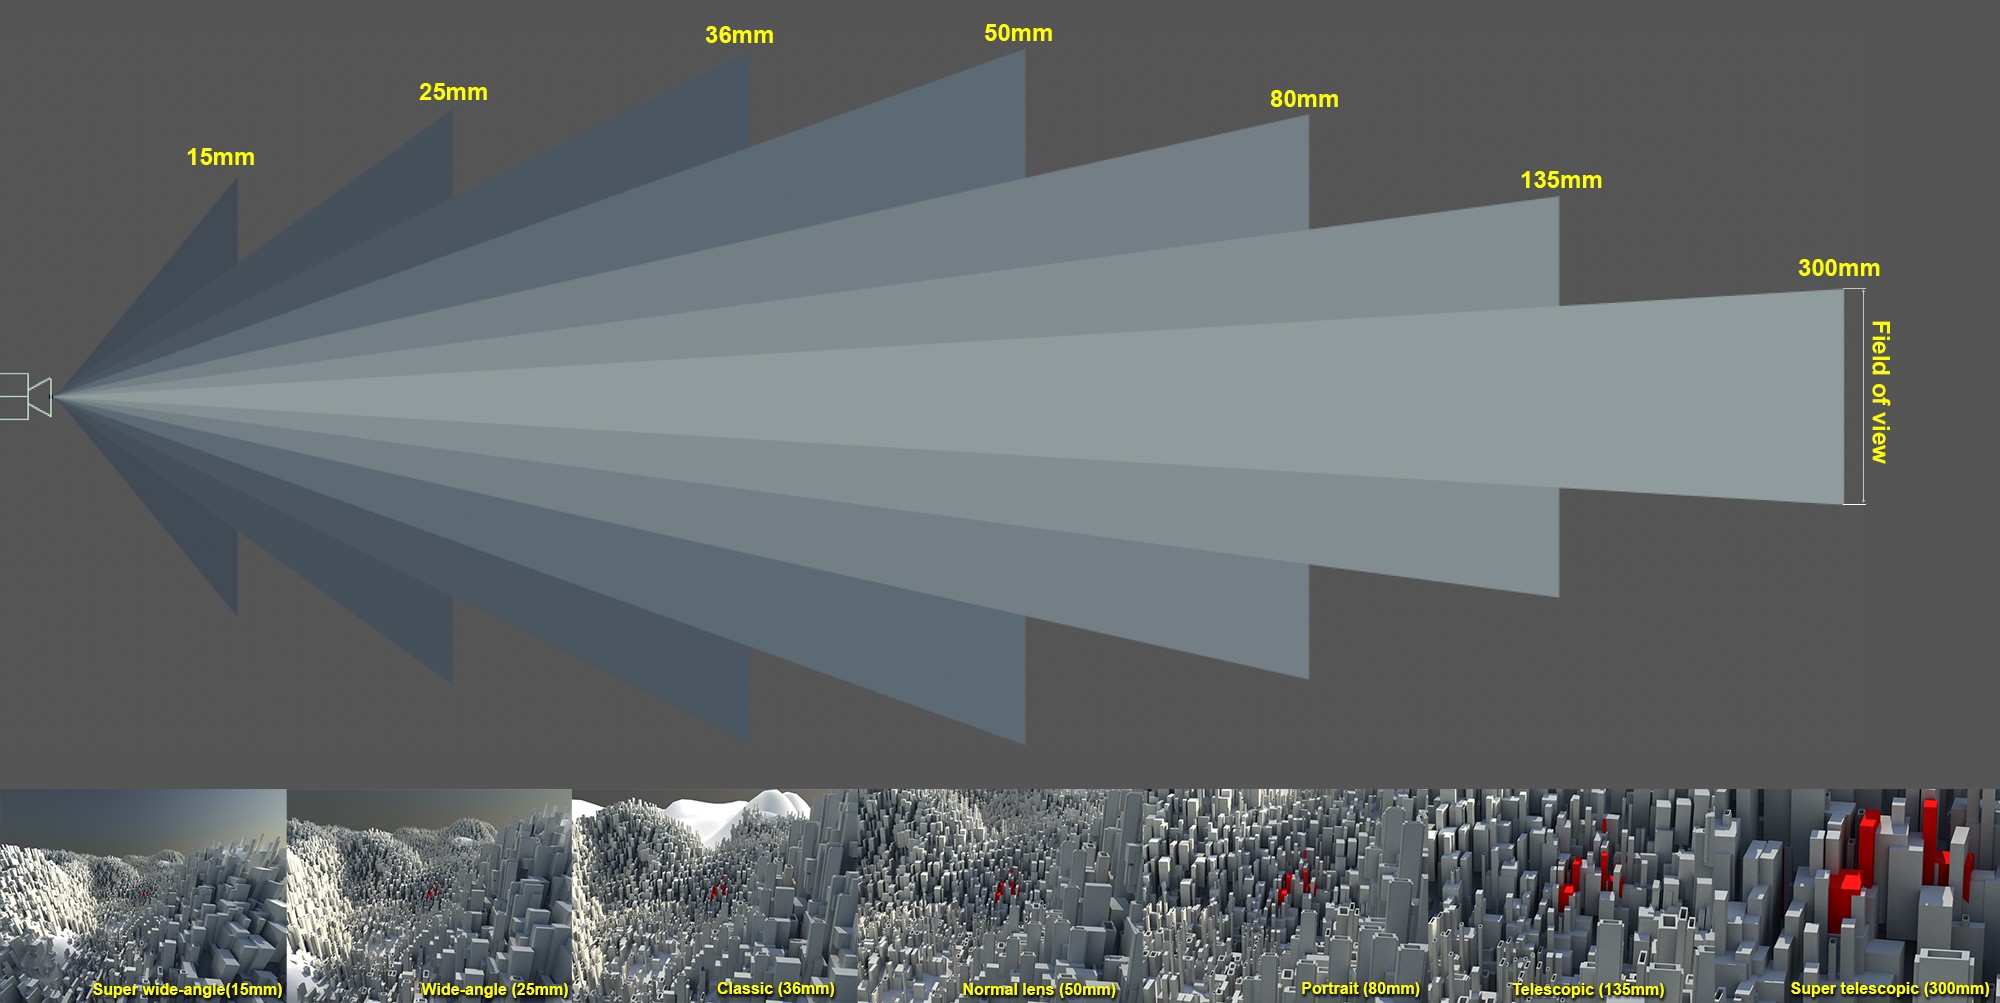 15mm
25mm
36mm
50mm
80mm
135mm
300mm
Field of view
Super wide-angle(15mm)
Wide-angle (25mm)
Classic (36mm)
Normal lens (50mm)
Portrait (80mm)
Telescopic (135mm)
Super telescopic (300mm)